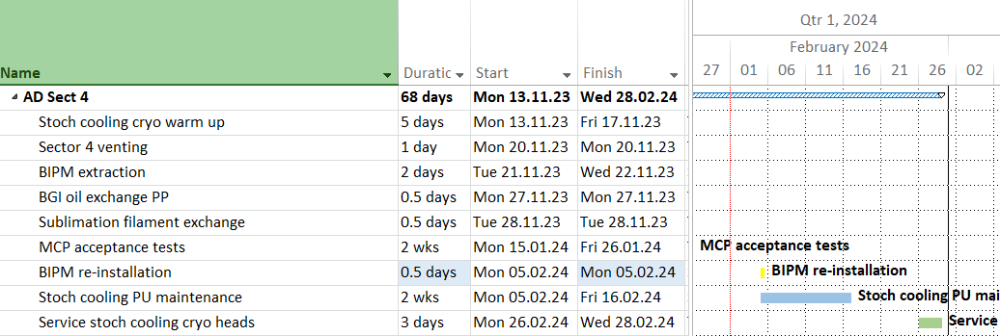 Qtr 1, 2024
February 2024
Name Duratic Start Finish 27 01 06 11 16 21 26 02
AD Sect 4 68 days Mon 13.11.23 Wed 28.02.24
Stoch cooling cryo warm up 5 days Mon 13.11.23 Fri 17.11.23
Sector 4 venting 1 day Mon 20.11.23 Mon 20.11.23
BIPM extraction 2 days Tue 21.11.23 Wed 22.11.23
BGI oil exchange PP 0.5 days Mon 27.11.23 Mon 27.11.23
Sublimation filament exchange 0.5 days Tue 28.11.23 Tue 28.11.23
MCP acceptance tests 2 wks Mon 15.01.24 Fri 26.01.24 MCP acceptance tests
BIPM re-installation 0.5 days Mon 05.02.24 Mon 05.02.24 BIPM re-installation
Stoch cooling PU maintenance 2 wks Mon 05.02.24 Fri 16.02.24 Stoch cooling PU mai
Service stoch cooling cryo heads 3 days Mon 26.02.24 Wed 28.02.24 Service